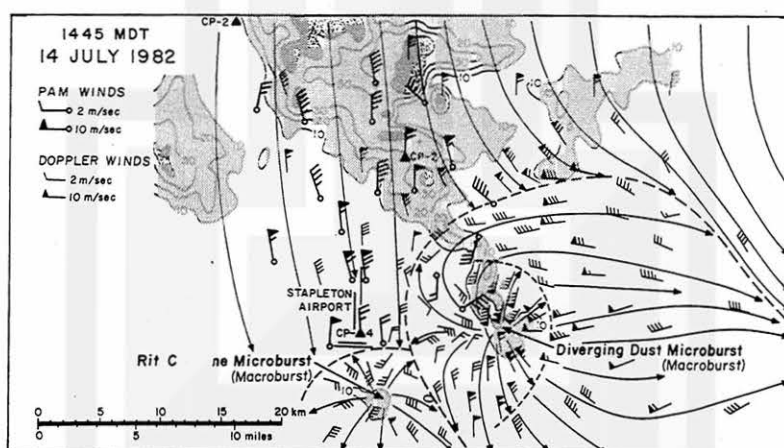 CP-2
1445 MDT
14 JULY 1982
PAM WINDS
2 m/sec
10 m/sec
DOPPLER WINDS
2 m/sec
10 m/sec
CP-2
STAPLETON
AIRPORT
CP-4
Rit C ne Microburst
(Macroburst)
Diverging Dust Microburst
(Macroburst)
10
0 5 10 15 20 km
0 5 10 miles